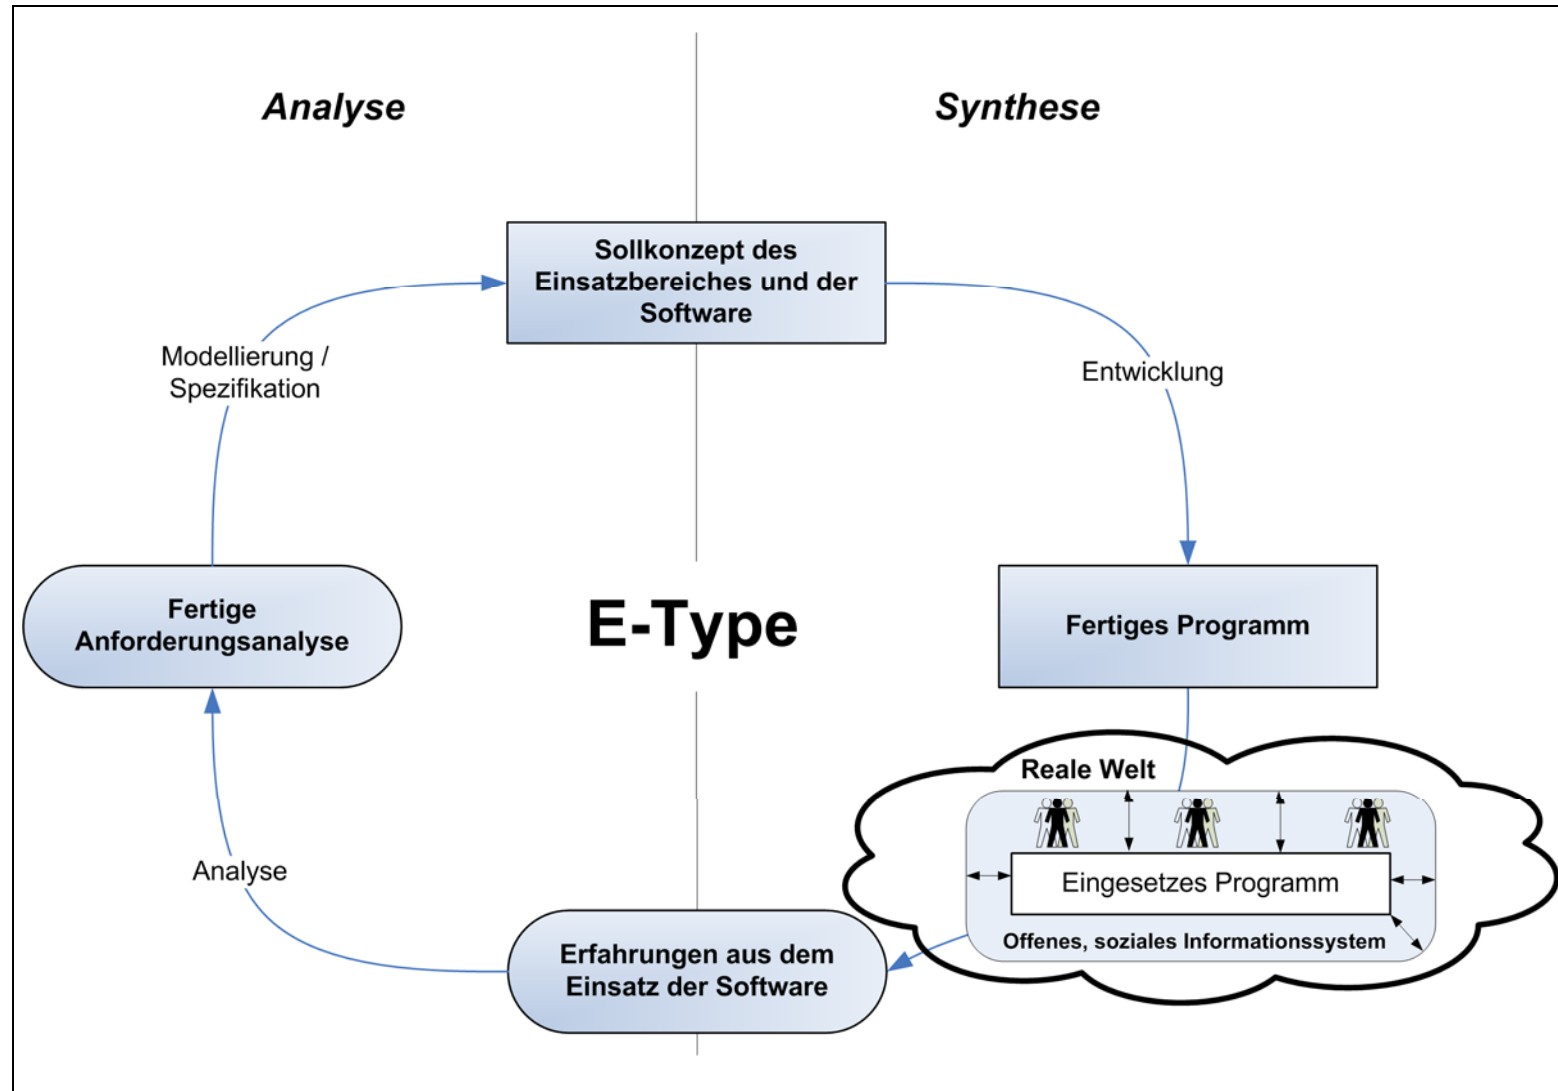 Analyse
Synthese
Sollkonzept des
Einsatzbereiches und der
Software
Modellierung /
Spezifikation
Entwicklung
Fertige
Anforderungsanalyse
E-Type
Fertiges Programm
Reale Welt
Eingesetzes Programm
Offenes, soziales Informationssystem
Analyse
Erfahrungen aus dem
Einsatz der Software